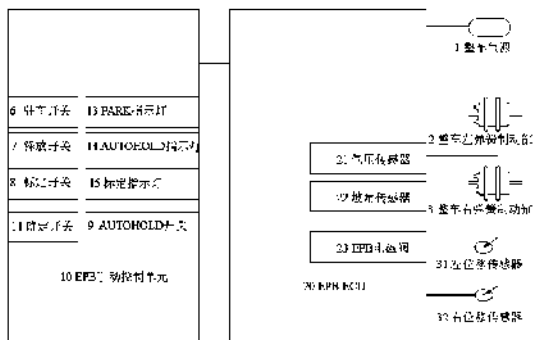 1 整车气源
6 驻车开关 13 PARK指示灯
7 释放开关 14 AUTOHOLD指示灯
2 整车左弹簧制动缸
21 气压传感器
8 标定开关 15 标定指示灯
22 坡度传感器
3 整车右弹簧制动缸
11 锁定开关 9 AUTOHOLD开关
23 EPB电磁阀
31 左位移传感器
10 EPB手动控制单元
20 EPB ECU
32 右位移传感器